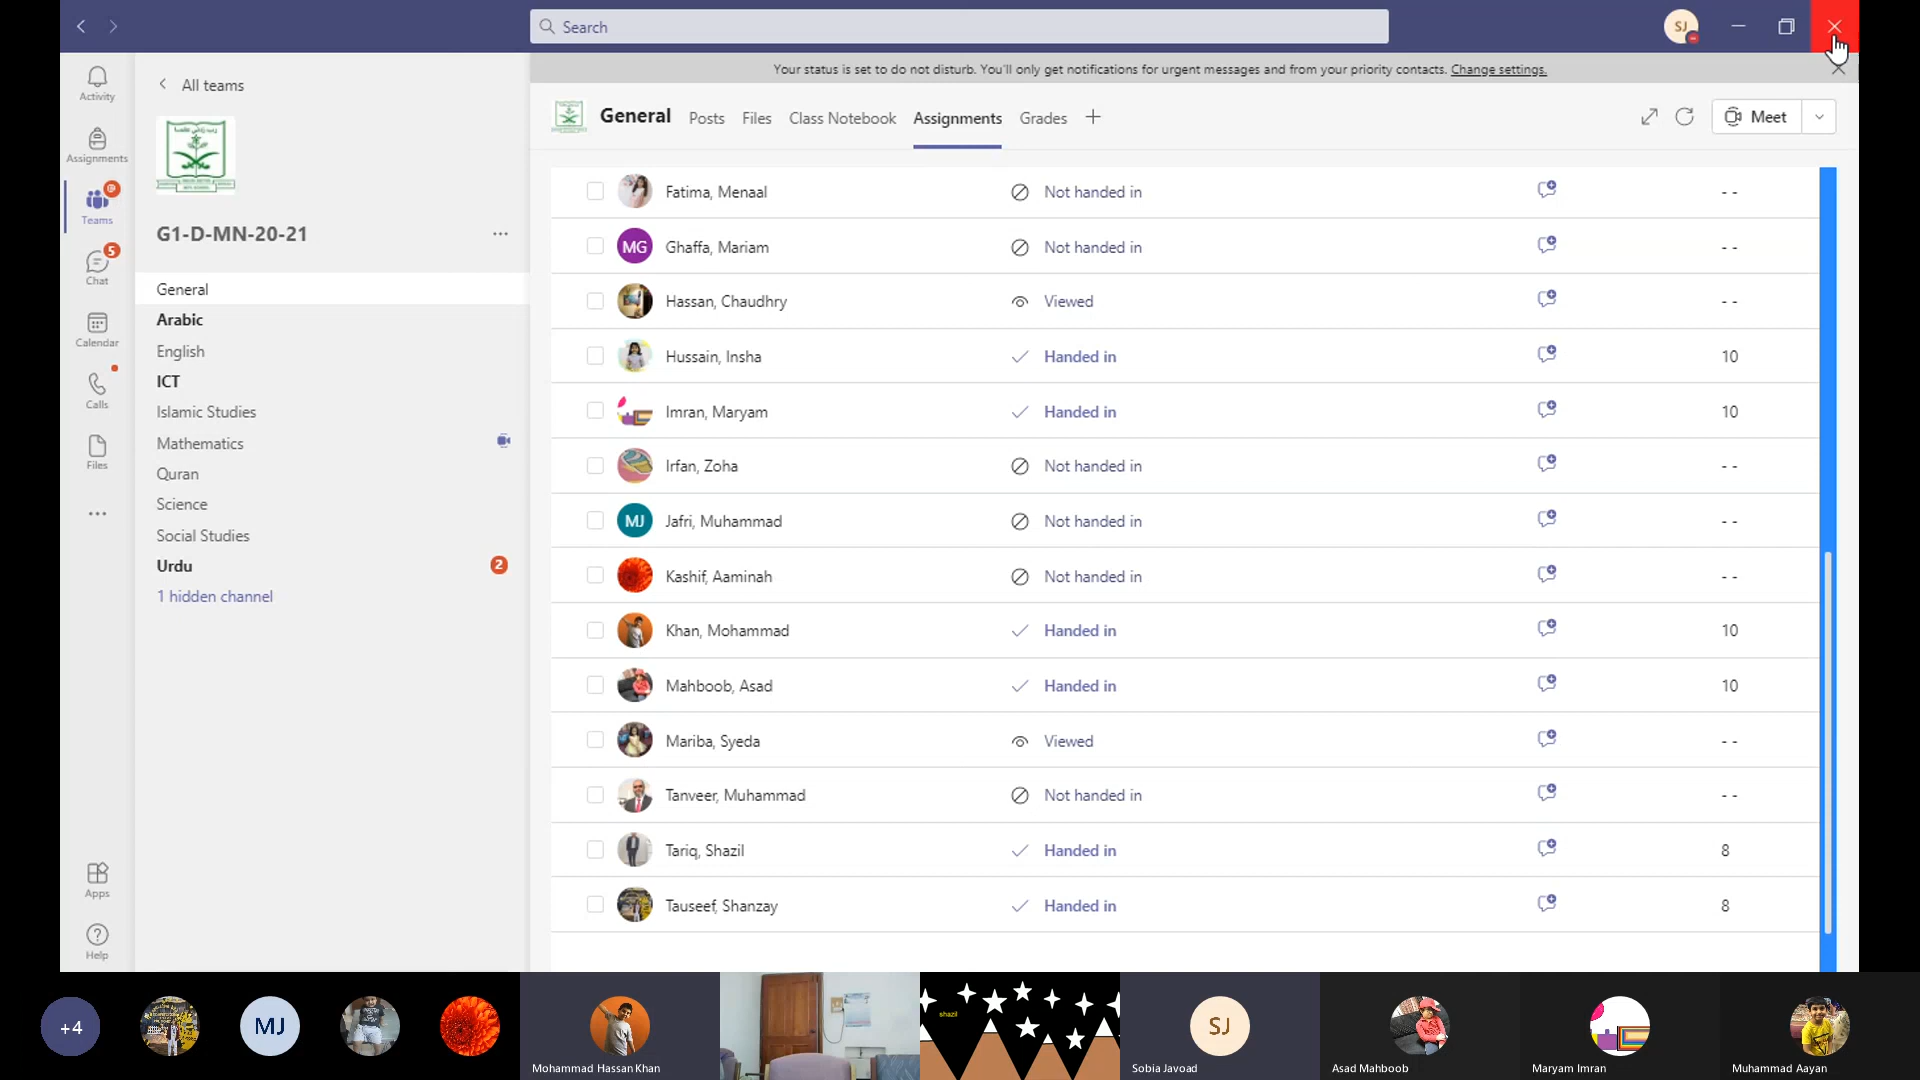 Search
SJ
Your status is set to do not disturb. You'll only get notifications for urgent messages and from your priority contacts. Change settings.
Activity
Assignments
Teams
5
Chat
Calendar
Calls
Files
Apps
Help
All teams
G1-D-MN-20-21
General
Arabic
English
ICT
Islamic Studies
Mathematics
Quran
Science
Social Studies
Urdu 2
1 hidden channel
General Posts Files Class Notebook Assignments Grades
Meet
Fatima, Menaal Not handed in - -
MG Ghaffa, Mariam Not handed in - -
Hassan, Chaudhry Viewed - -
Hussain, Insha Handed in 10
Imran, Maryam Handed in 10
Irfan, Zoha Not handed in - -
MJ Jafri, Muhammad Not handed in - -
Kashif, Aaminah Not handed in - -
Khan, Mohammad Handed in 10
Mahboob, Asad Handed in 10
Mariba, Syeda Viewed - -
Tanveer, Muhammad Not handed in - -
Tariq, Shazil Handed in 8
Tauseef, Shanzay Handed in 8
+4
MJ
Mohammad Hassan Khan
shazil
SJ
Sobia Javoad
Asad Mahboob
Maryam Imran
Muhammad Aayan